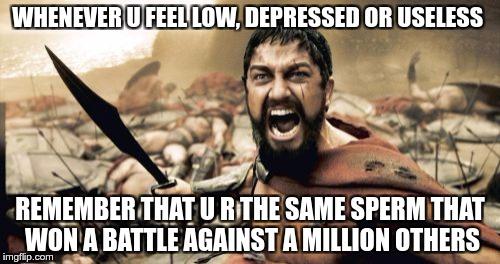 WHENEVER U FEEL LOW, DEPRESSED OR USELESS
REMEMBER THAT U R THE SAME SPERM THAT
WON A BATTLE AGAINST A MILLION OTHERS
imgflip.com